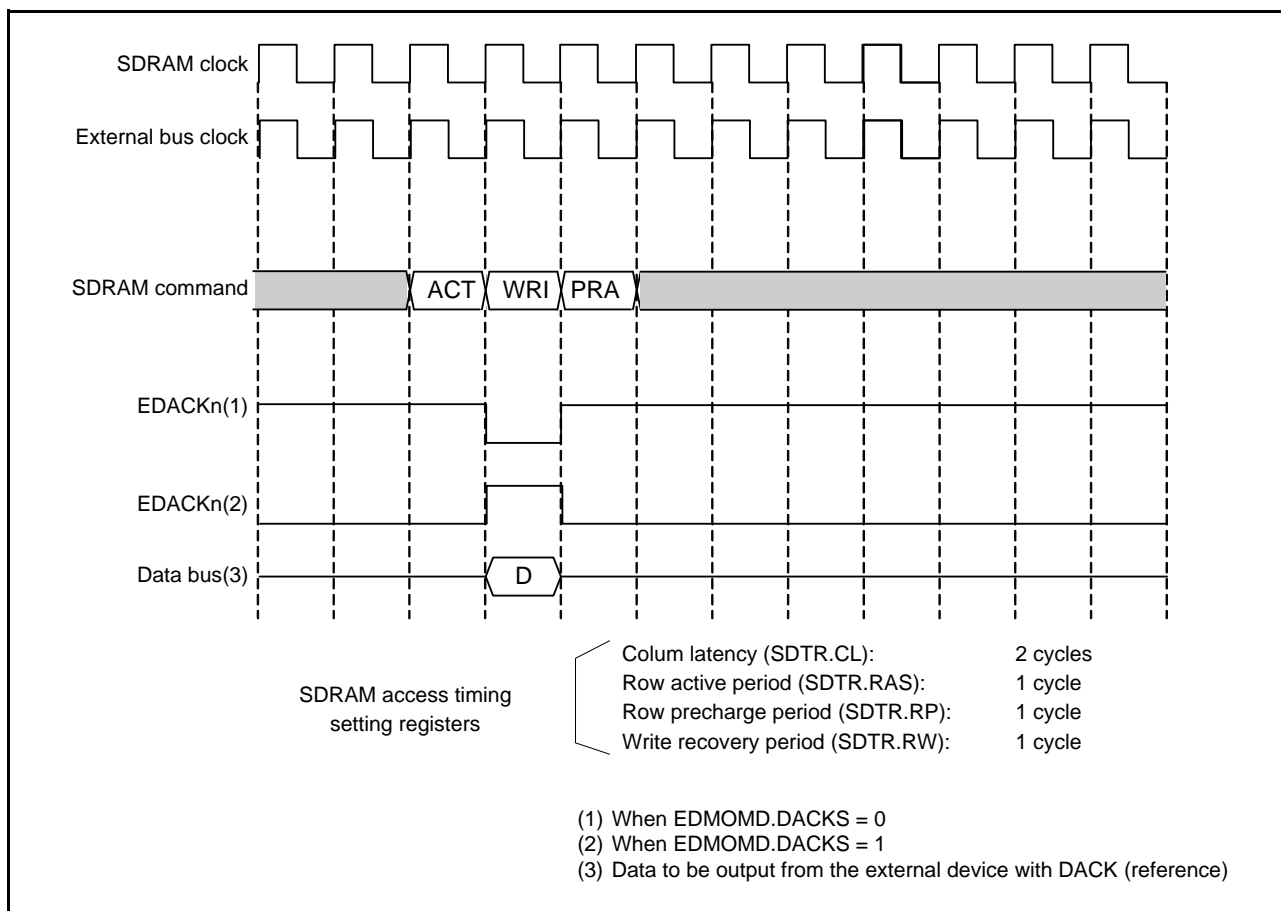 SDRAM clock
External bus clock
SDRAM command
ACT WRI PRA
EDACKn(1)
EDACKn(2)
Data bus(3)
D
SDRAM access timing
setting registers
Colum latency (SDTR.CL): 2 cycles
Row active period (SDTR.RAS): 1 cycle
Row precharge period (SDTR.RP): 1 cycle
Write recovery period (SDTR.RW): 1 cycle
(1) When EDMOMD.DACKS = 0
(2) When EDMOMD.DACKS = 1
(3) Data to be output from the external device with DACK (reference)